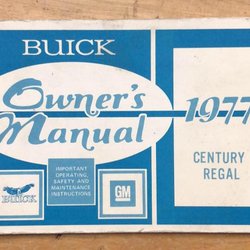 BUICK
Owner's
Manual
1977
CENTURY
REGAL
IMPORTANT
OPERATING,
SAFETY AND
MAINTENANCE
INSTRUCTIONS
BUICK
GM